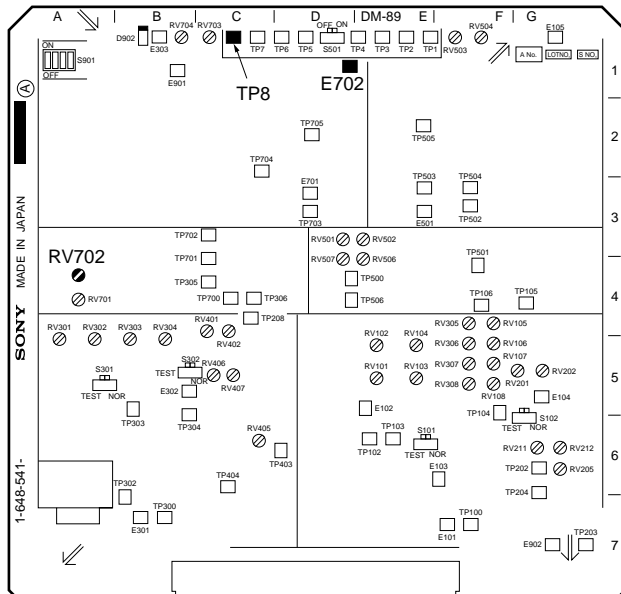 A B C D DM-89 E F G
ON
S901
OFF
D902
E303
RV704
RV703
TP8
TP7
TP6
TP5
OFF ON
S501
TP4
TP3
TP2
TP1
RV503
RV504
E105
A No.
LOTNO.
S NO.
E901
E702
1
TP705
TP505
2
TP704
E701
TP703
TP503
TP504
E501
TP502
3
TP702
TP701
TP305
RV501
RV502
RV507
RV506
TP501
RV702
RV701
TP700
TP306
TP500
TP506
TP106
TP105
4
TP208
RV301
RV302
RV303
RV304
RV401
RV402
RV102
RV104
RV305
RV105
RV306
RV106
S301
TEST NOR
S302
TEST
NOR
RV406
RV407
RV101
RV103
RV307
RV107
RV308
RV201
RV202
5
E302
TP303
TP304
E102
RV108
TP104
E104
S102
TEST NOR
RV405
TP403
TP102
TP103
S101
TEST NOR
RV211
RV212
TP202
RV205
6
TP404
E103
TP302
TP204
E301
TP300
E101
TP100
E902
TP203
7
A
SONY MADE IN JAPAN
1-648-541-